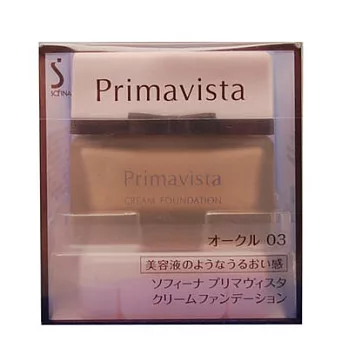 SOFINA
Primavista
Primavista
CREAM FOUNDATION
オークル 03
美容液のようなうるおい感
ソフィーナ プリマヴィスタ
クリームファンデーション